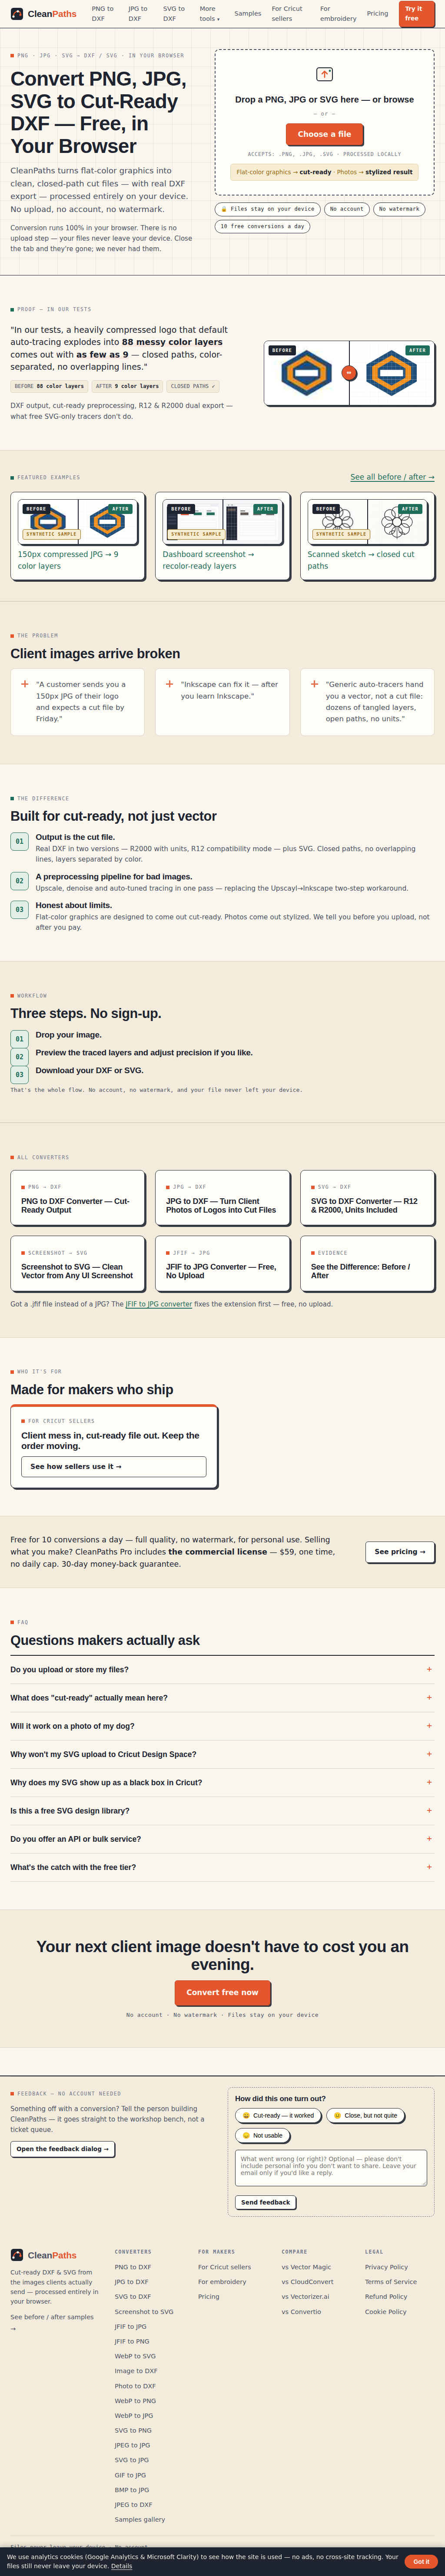 CleanPaths
PNG to DXF
JPG to DXF
SVG to DXF
More tools ▾
Samples
For Cricut sellers
For embroidery
Pricing
Try it free
PNG · JPG · SVG → DXF / SVG · IN YOUR BROWSER
Convert PNG, JPG,
SVG to Cut-Ready
DXF — Free, in
Your Browser
CleanPaths turns flat-color graphics into
clean, closed-path cut files — with real DXF
export — processed entirely on your device.
No upload, no account, no watermark.
Conversion runs 100% in your browser. There is no
upload step — your files never leave your device. Close
the tab and they're gone; we never had them.
Drop a PNG, JPG or SVG here — or browse
— or —
Choose a file
ACCEPTS: .PNG, .JPG, .SVG · PROCESSED LOCALLY
Flat-color graphics → cut-ready · Photos → stylized result
🔒 Files stay on your device
No account
No watermark
10 free conversions a day
PROOF — IN OUR TESTS
"In our tests, a heavily compressed logo that default
auto-tracing explodes into 88 messy color layers
comes out with as few as 9 — closed paths, color-
separated, no overlapping lines."
BEFORE 88 color layers
AFTER 9 color layers
CLOSED PATHS ✓
DXF output, cut-ready preprocessing, R12 & R2000 dual export —
what free SVG-only tracers don't do.
BEFORE
AFTER
FEATURED EXAMPLES
See all before / after →
BEFORE
AFTER
SYNTHETIC SAMPLE
150px compressed JPG → 9
color layers
BEFORE
AFTER
SYNTHETIC SAMPLE
Dashboard screenshot →
recolor-ready layers
BEFORE
AFTER
SYNTHETIC SAMPLE
Scanned sketch → closed cut
paths
THE PROBLEM
Client images arrive broken
"A customer sends you a
150px JPG of their logo
and expects a cut file by
Friday."
"Inkscape can fix it — after
you learn Inkscape."
"Generic auto-tracers hand
you a vector, not a cut file:
dozens of tangled layers,
open paths, no units."
THE DIFFERENCE
Built for cut-ready, not just vector
01
Output is the cut file.
Real DXF in two versions — R2000 with units, R12 compatibility mode — plus SVG. Closed paths, no overlapping
lines, layers separated by color.
02
A preprocessing pipeline for bad images.
Upscale, denoise and auto-tuned tracing in one pass — replacing the Upscayl→Inkscape two-step workaround.
03
Honest about limits.
Flat-color graphics are designed to come out cut-ready. Photos come out stylized. We tell you before you upload, not
after you pay.
WORKFLOW
Three steps. No sign-up.
01
Drop your image.
02
Preview the traced layers and adjust precision if you like.
03
Download your DXF or SVG.
That's the whole flow. No account, no watermark, and your file never left your device.
ALL CONVERTERS
PNG → DXF
PNG to DXF Converter — Cut-
Ready Output
JPG → DXF
JPG to DXF — Turn Client
Photos of Logos into Cut Files
SVG → DXF
SVG to DXF Converter — R12
& R2000, Units Included
SCREENSHOT → SVG
Screenshot to SVG — Clean
Vector from Any UI Screenshot
JFIF → JPG
JFIF to JPG Converter — Free,
No Upload
EVIDENCE
See the Difference: Before /
After
Got a .jfif file instead of a JPG? The JFIF to JPG converter fixes the extension first — free, no upload.
WHO IT'S FOR
Made for makers who ship
FOR CRICUT SELLERS
Client mess in, cut-ready file out. Keep the
order moving.
See how sellers use it →
Free for 10 conversions a day — full quality, no watermark, for personal use. Selling
what you make? CleanPaths Pro includes the commercial license — $59, one time,
no daily cap. 30-day money-back guarantee.
See pricing →
FAQ
Questions makers actually ask
Do you upload or store my files?
+
What does "cut-ready" actually mean here?
+
Will it work on a photo of my dog?
+
Why won't my SVG upload to Cricut Design Space?
+
Why does my SVG show up as a black box in Cricut?
+
Is this a free SVG design library?
+
Do you offer an API or bulk service?
+
What's the catch with the free tier?
+
Your next client image doesn't have to cost you an
evening.
Convert free now
No account · No watermark · Files stay on your device
FEEDBACK — NO ACCOUNT NEEDED
Something off with a conversion? Tell the person building
CleanPaths — it goes straight to the workshop bench, not a
ticket queue.
Open the feedback dialog →
How did this one turn out?
Cut-ready — it worked
Close, but not quite
Not usable
What went wrong (or right)? Optional — please don't
include personal info you don't want to share. Leave your
email only if you'd like a reply.
Send feedback
CleanPaths
Cut-ready DXF & SVG from
the images clients actually
send — processed entirely in
your browser.
See before / after samples
→
CONVERTERS
PNG to DXF
JPG to DXF
SVG to DXF
Screenshot to SVG
JFIF to JPG
JFIF to PNG
WebP to SVG
Image to DXF
Photo to DXF
WebP to PNG
WebP to JPG
SVG to PNG
JPEG to JPG
SVG to JPG
GIF to JPG
BMP to JPG
JPEG to DXF
Samples gallery
FOR MAKERS
For Cricut sellers
For embroidery
Pricing
COMPARE
vs Vector Magic
vs CloudConvert
vs Vectorizer.ai
vs Convertio
LEGAL
Privacy Policy
Terms of Service
Refund Policy
Cookie Policy
We use analytics cookies (Google Analytics & Microsoft Clarity) to see how the site is used — no ads, no cross-site tracking. Your
files still never leave your device. Details
Got it